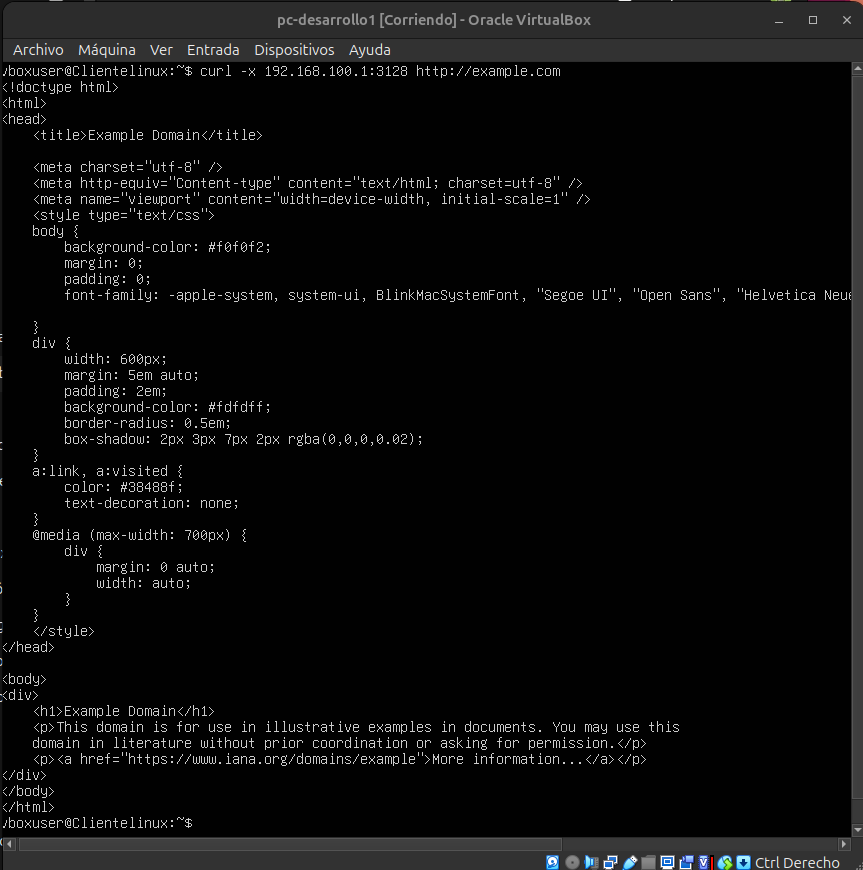 pc-desarrollo1 [Corriendo] - Oracle VirtualBox
Archivo Máquina Ver Entrada Dispositivos Ayuda
vboxuser@Clientelinux:~$ curl -x 192.168.100.1:3128 http://example.com
<!doctype html>
<html>
<head>
    <title>Example Domain</title>

    <meta charset="utf-8" />
    <meta http-equiv="Content-type" content="text/html; charset=utf-8" />
    <meta name="viewport" content="width=device-width, initial-scale=1" />
    <style type="text/css">
    body {
        background-color: #f0f0f2;
        margin: 0;
        padding: 0;
        font-family: -apple-system, system-ui, BlinkMacSystemFont, "Segoe UI", "Open Sans", "Helvetica Neue

    }
    div {
        width: 600px;
        margin: 5em auto;
        padding: 2em;
        background-color: #fdfdff;
        border-radius: 0.5em;
        box-shadow: 2px 3px 7px 2px rgba(0,0,0,0.02);
    }
    a:link, a:visited {
        color: #38488f;
        text-decoration: none;
    }
    @media (max-width: 700px) {
        div {
            margin: 0 auto;
            width: auto;
        }
    }
    </style>
</head>

<body>
<div>
    <h1>Example Domain</h1>
    <p>This domain is for use in illustrative examples in documents. You may use this
    domain in literature without prior coordination or asking for permission.</p>
    <p><a href="https://www.iana.org/domains/example">More information...</a></p>
</div>
</body>
</html>
vboxuser@Clientelinux:~$
Ctrl Derecho